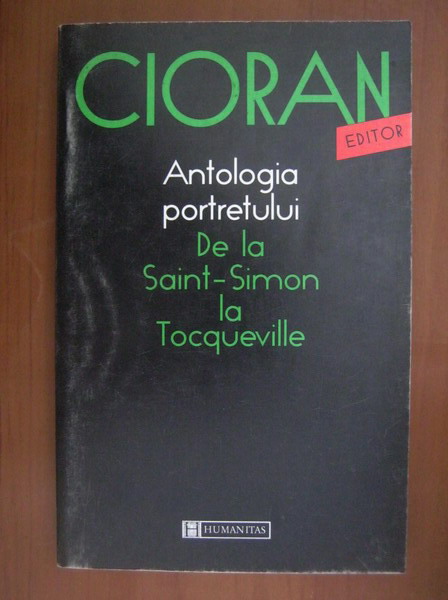 CIORAN
EDITOR
Antologia
portretului
De la
Saint-Simon
la
Tocqueville
HUMANITAS